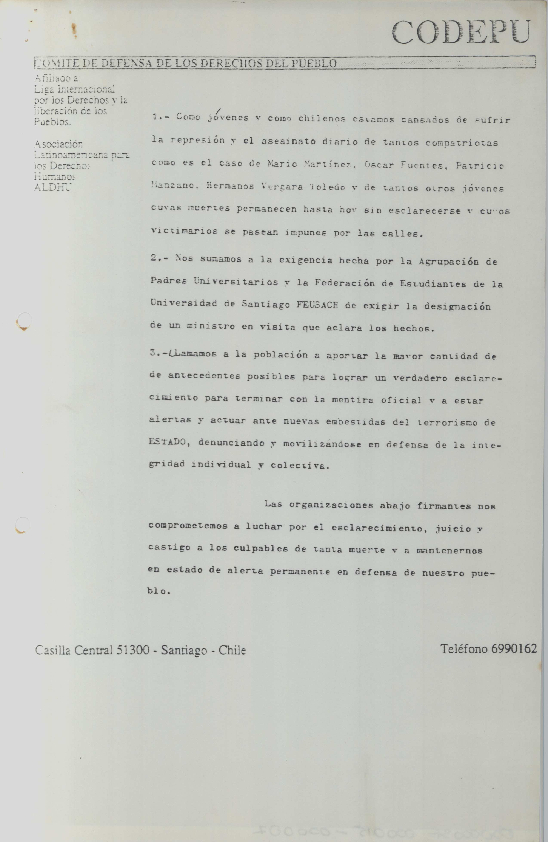 CODEPU
COMITE DE DEFENSA DE LOS DERECHOS DEL PUEBLO
Afiliado a
Liga Internacional
por los Derechos y la
liberación de los
Pueblos.
Asociación
Latinoamericana para
los Derechos
Humanos
ALDHU
1.- Como jóvenes y como chilenos estamos cansados de sufrir
la represión y el asesinato diario de tantos compatriotas
como es el caso de Mario Martínez, Oscar Fuentes, Patricio
Manzano, Hermanos Vergara Toledo y de tantos otros jóvenes
cuyas muertes permanecen hasta hoy sin esclarecerse y cuyos
victimarios se pasean impunes por las calles.
2.- Nos sumamos a la exigencia hecha por la Agrupación de
Padres Universitarios y la Federación de Estudiantes de la
Universidad de Santiago FEUSACH de exigir la designación
de un ministro en visita que aclara los hechos.
3.-Llamamos a la población a aportar la mayor cantidad de
de antecedentes posibles para lograr un verdadero esclare-
cimiento para terminar con la mentira oficial y a estar
alertas y actuar ante nuevas embestidas del terrorismo de
ESTADO, denunciando y movilizándose en defensa de la inte-
gridad individual y colectiva.
Las organizaciones abajo firmantes nos
comprometemos a luchar por el esclarecimiento, juicio y
castigo a los culpables de tanta muerte y a mantenernos
en estado de alerta permanente en defensa de nuestro pue-
blo.
Casilla Central 51300 - Santiago - Chile
Teléfono 6990162